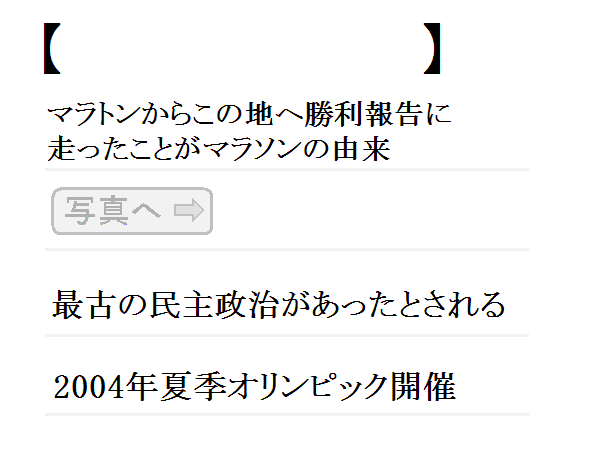 【　　　　　　　　　　】
マラトンからこの地へ勝利報告に
走ったことがマラソンの由来
写真へ ⇨
最古の民主政治があったとされる
2004年夏季オリンピック開催